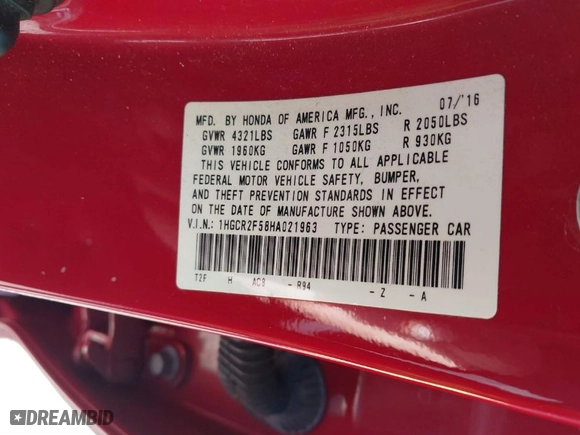 MFD. BY HONDA OF AMERICA MFG., INC. 07/'16
GVWR 4321LBS GAWR F 2315LBS R 2050LBS
GVWR 1960KG GAWR F 1050KG R 930KG
THIS VEHICLE CONFORMS TO ALL APPLICABLE
FEDERAL MOTOR VEHICLE SAFETY, BUMPER,
AND THEFT PREVENTION STANDARDS IN EFFECT
ON THE DATE OF MANUFACTURE SHOWN ABOVE.
V.I.N.: 1HGCR2F58HA021963 TYPE: PASSENGER CAR
T2F H AC8 - R94 - Z - A
DREAMBID